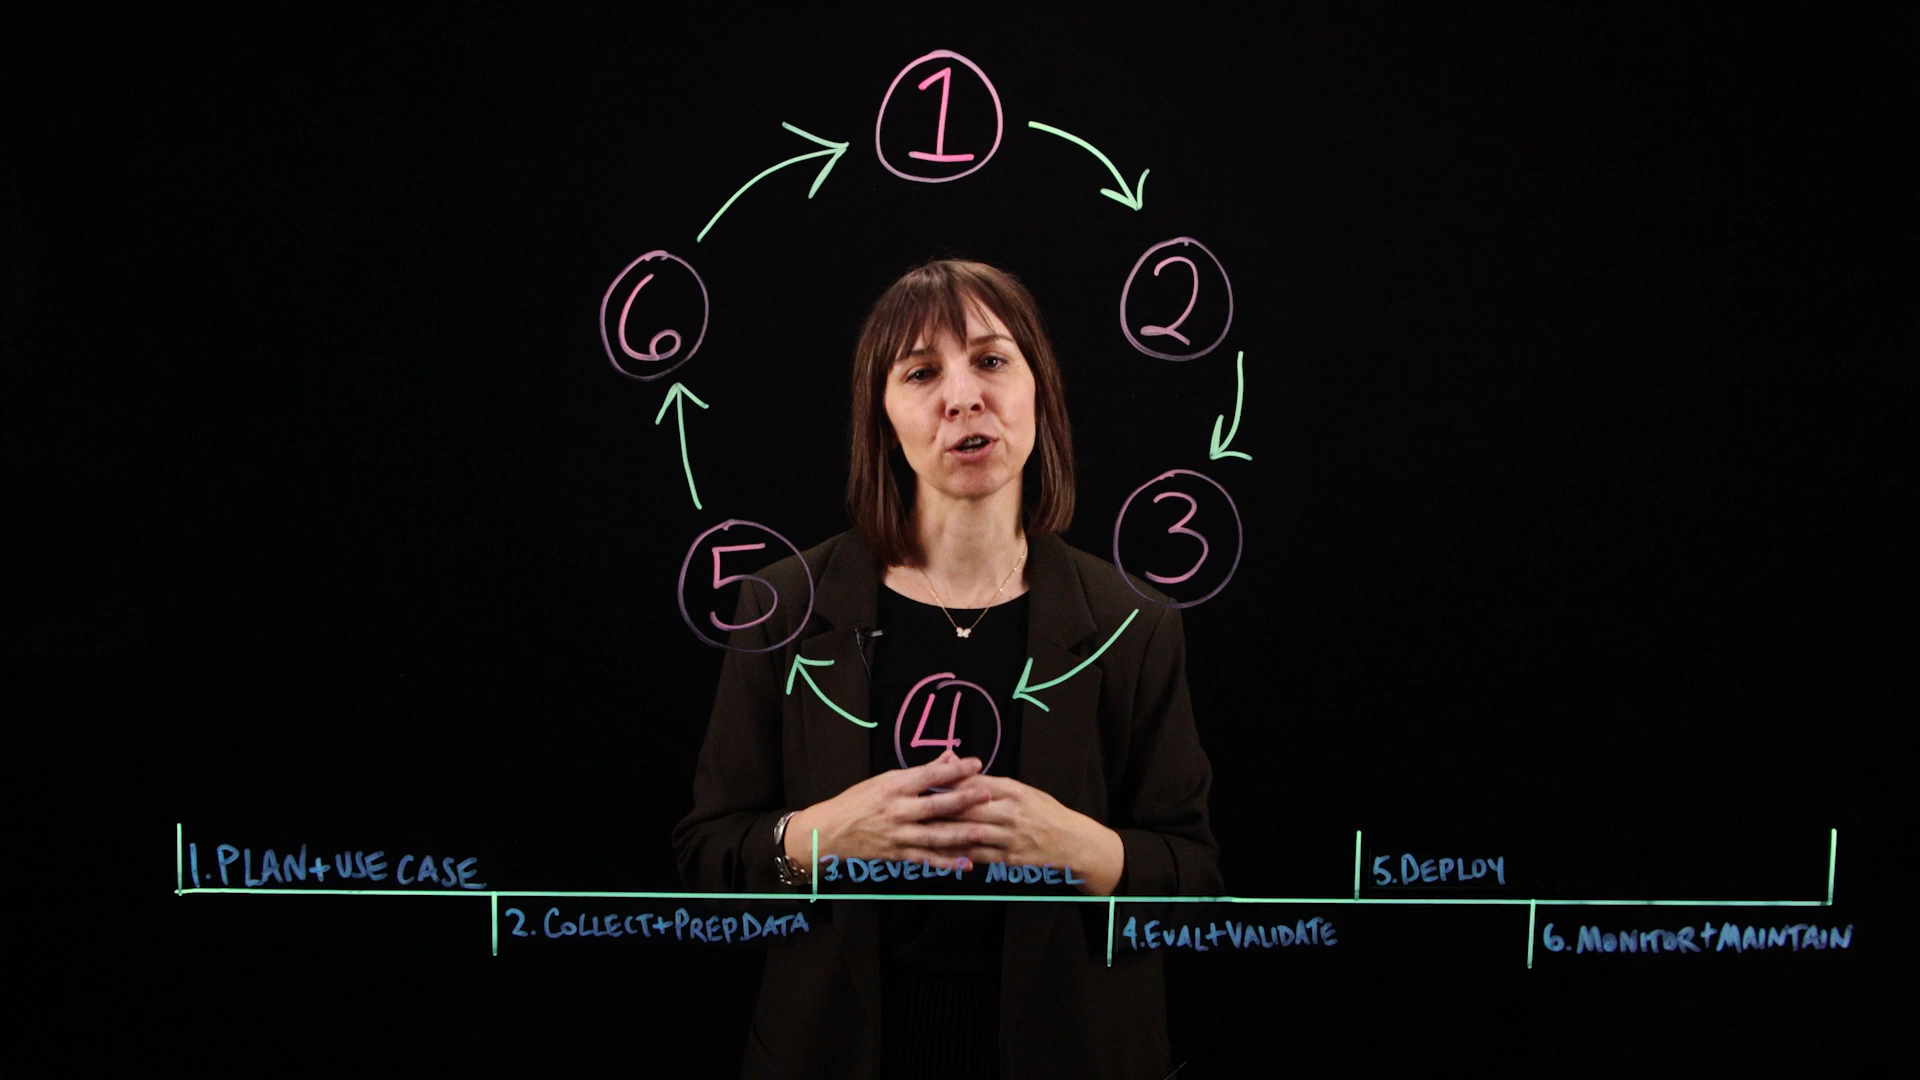 1
2
3
4
5
6
1. PLAN+USE CASE
2. COLLECT+PREP DATA
3. DEVELOP MODEL
4. EVAL+VALIDATE
5. DEPLOY
6. MONITOR+MAINTAIN